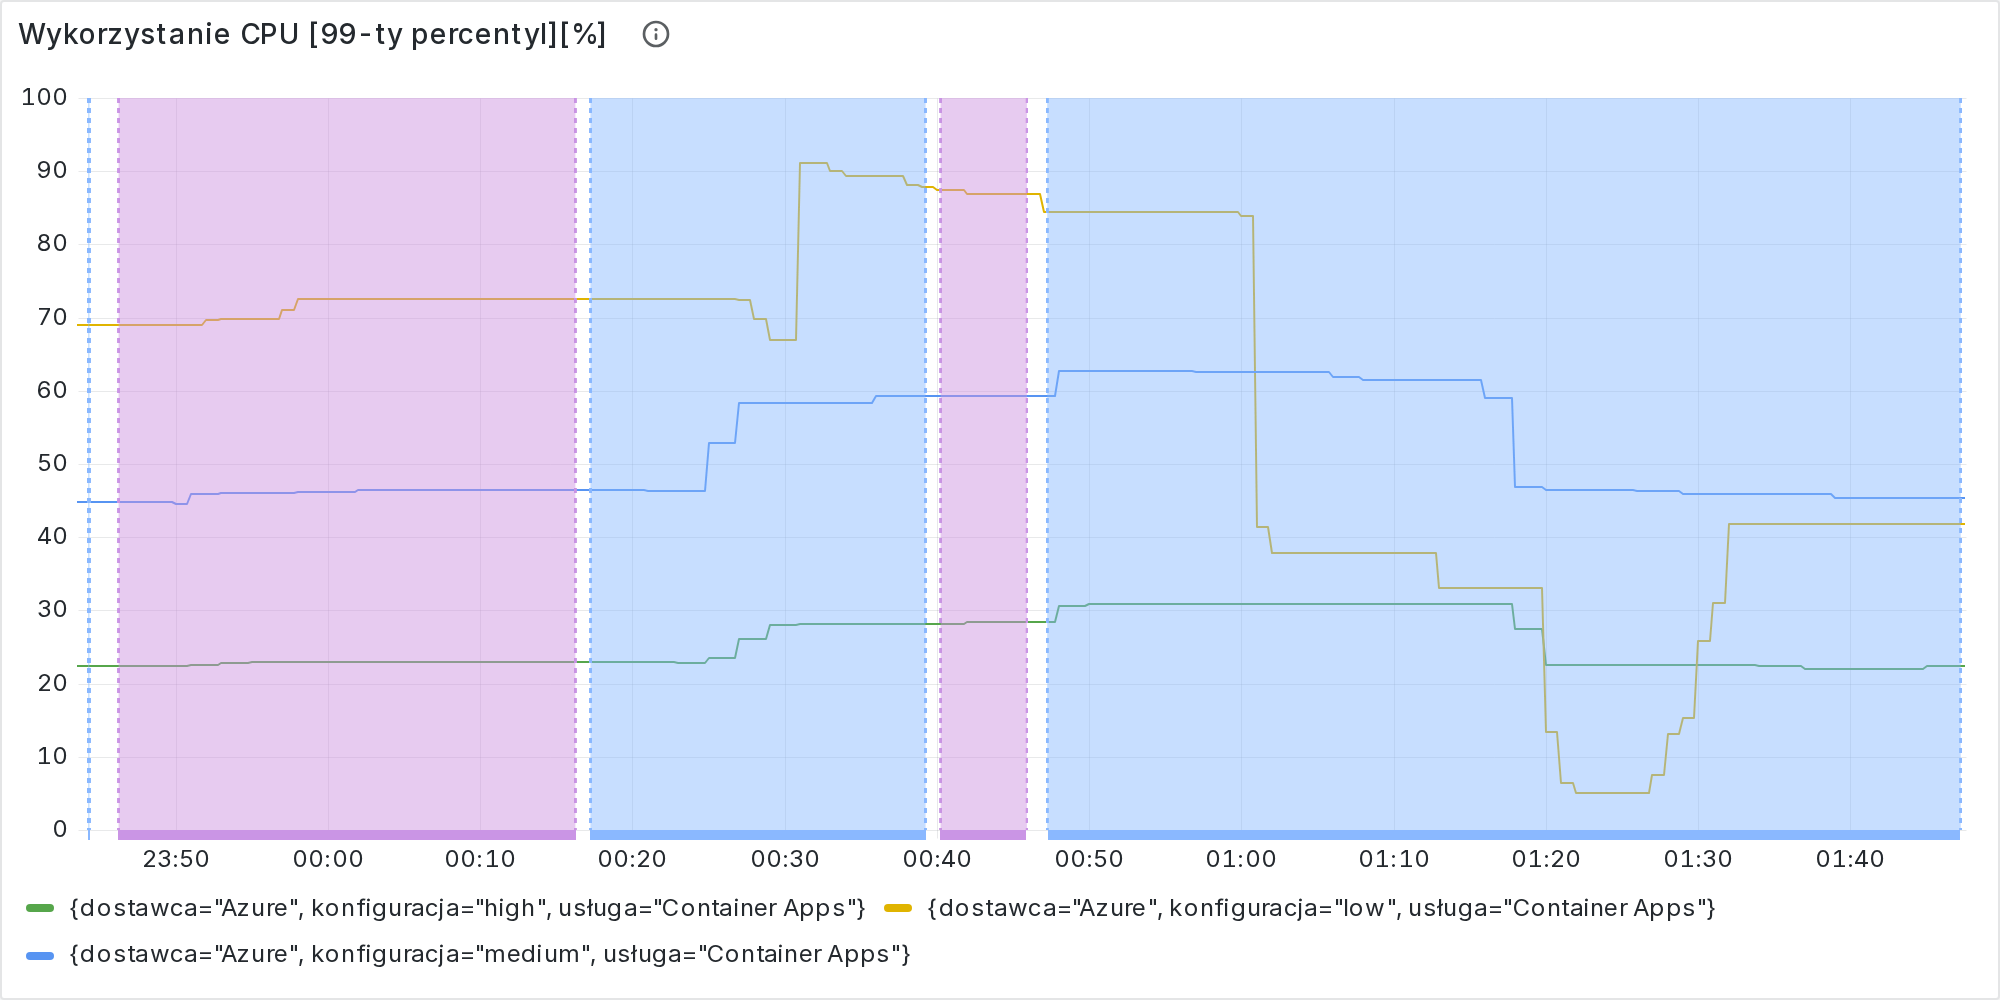 Wykorzystanie CPU [99-ty percentyl][%]
100
90
80
70
60
50
40
30
20
10
0
23:50 00:00 00:10 00:20 00:30 00:40 00:50 01:00 01:10 01:20 01:30 01:40
{dostawca="Azure", konfiguracja="high", usługa="Container Apps"} {dostawca="Azure", konfiguracja="low", usługa="Container Apps"}
{dostawca="Azure", konfiguracja="medium", usługa="Container Apps"}